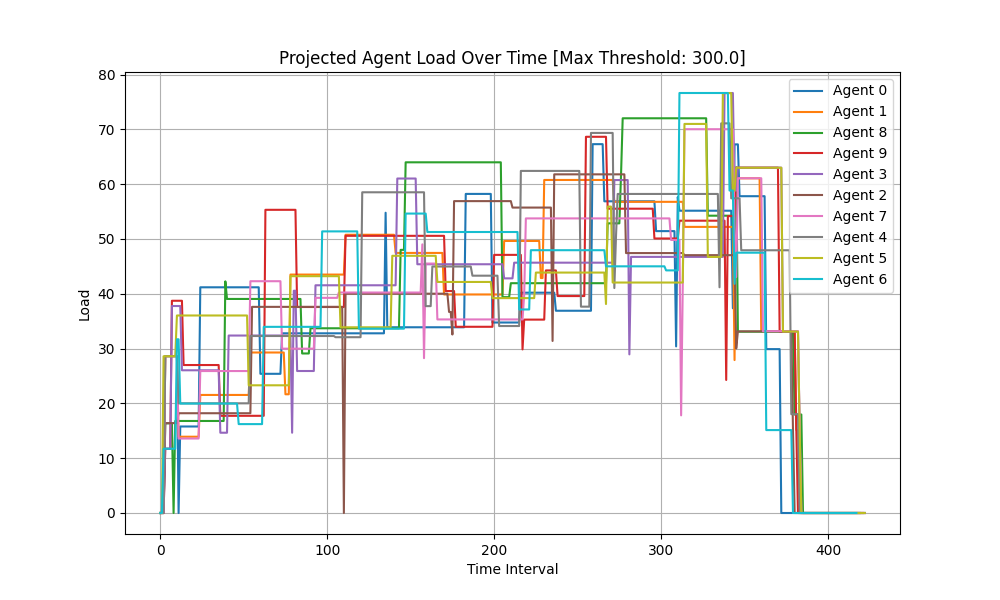 Projected Agent Load Over Time [Max Threshold: 300.0]
80
70
60
50
40
30
20
10
0
Load
0
100
200
300
400
Time Interval
Agent 0
Agent 1
Agent 8
Agent 9
Agent 3
Agent 2
Agent 7
Agent 4
Agent 5
Agent 6